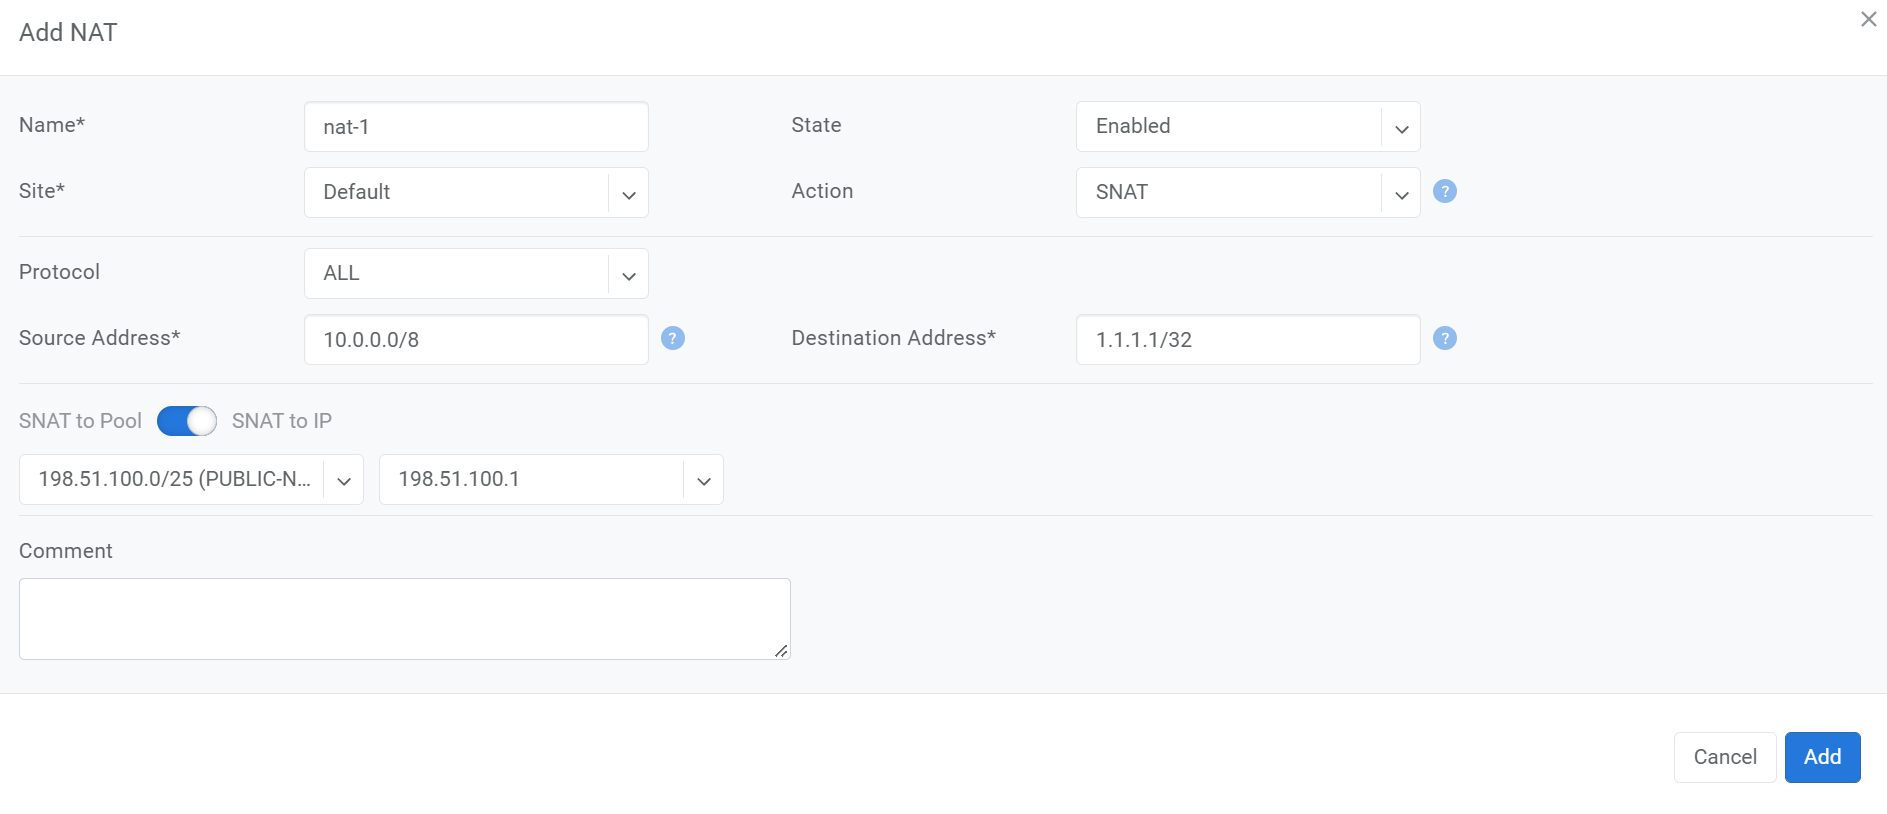 Add NAT
Name* nat-1 State Enabled
Site* Default Action SNAT ?
Protocol ALL
Source Address* 10.0.0.0/8 ? Destination Address* 1.1.1.1/32 ?
SNAT to Pool SNAT to IP
198.51.100.0/25 (PUBLIC-N... 198.51.100.1
Comment
Cancel Add